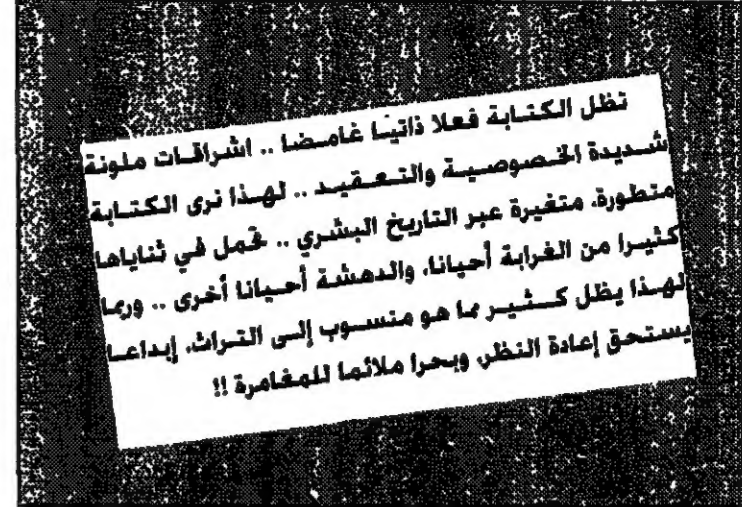 تظل الكتابة فعلا ذاتيا غامضا .. اشراقات ملونة
شديدة الخصوصية والتعقيد .. لهذا نرى الكتابة
متطورة، متغيرة عبر التاريخ البشري .. تحمل في ثناياها
كثيرا من الغرابة أحيانا، والدهشة أحيانا أخرى .. وربما
لهذا يظل كثير مما هو منسوب إلى التراث، إبداعا
يستحق إعادة النظر، وبحرا ملائما للمغامرة !!